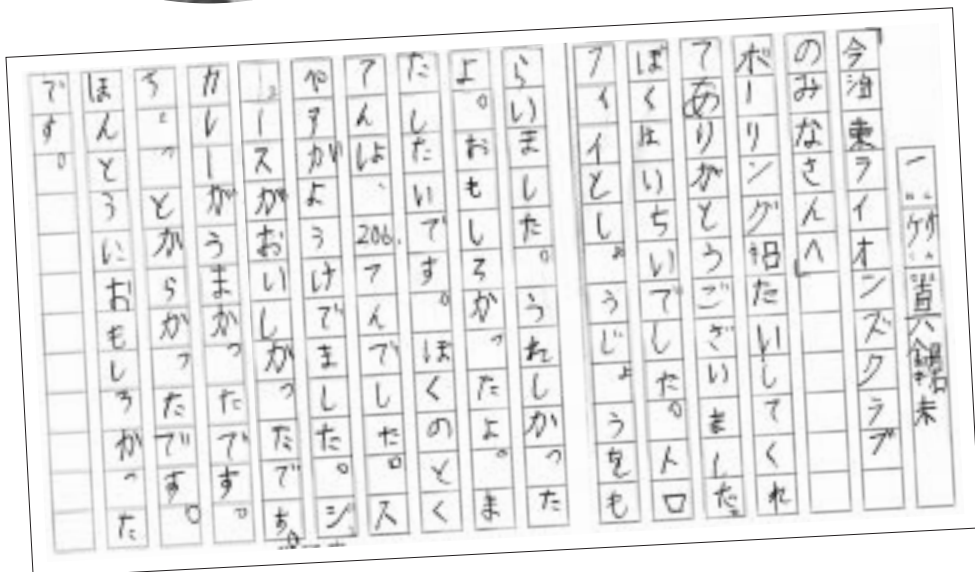 今治東ライオンズクラブ
のみなさんへ」
ボーリング招たいしてくれ
てありがとうございました。
ぼくはいちいでした。トロ
フィイとしょうじょうをも
らいました。うれしかった
よ。おもしろかったよ。ま
たしたいです。ぼくのとく
てんしよ、206.てんでした。ス
ペヤすがよぅけでました。ジ
ースがおいしかったです。
カレーがうまかったです。
ち。っとからかったです。
ほんとうにおもしろかった
です。